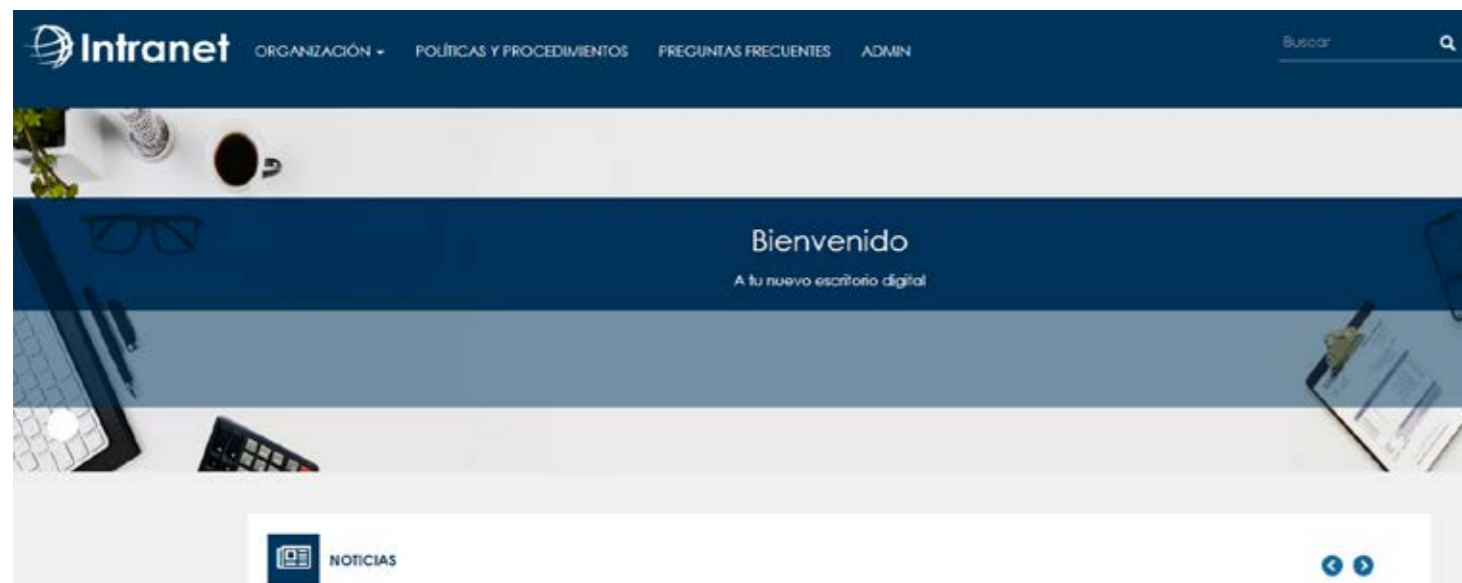 Intranet ORGANIZACIÓN POLÍTICAS Y PROCEDIMIENTOS PREGUNTAS FRECUENTES ADMIN Buscar
Bienvenido
A tu nuevo escritorio digital
NOTICIAS